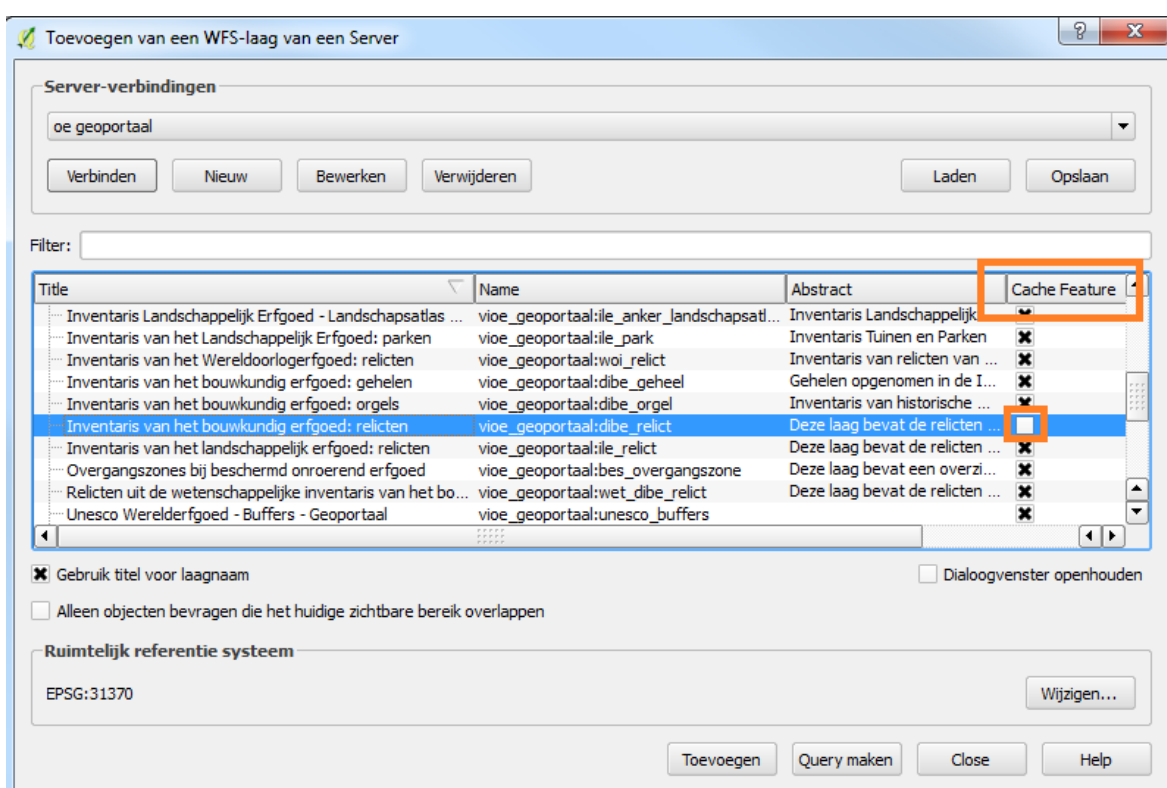 Toevoegen van een WFS-laag van een Server
Server-verbindingen
oe geoportaal
Verbinden Nieuw Bewerken Verwijderen Laden Opslaan
Filter:
Title Name Abstract Cache Feature
Inventaris Landschappelijk Erfgoed - Landschapsatlas ... vioe_geoportaal:ile_anker_landschapsatl... Inventaris Landschappelijk
Inventaris van het Landschappelijk Erfgoed: parken vioe_geoportaal:ile_park Inventaris Tuinen en Parken
Inventaris van het Wereldoorlogerfgoed: relicten vioe_geoportaal:woi_relict Inventaris van relicten van ...
Inventaris van het bouwkundig erfgoed: gehelen vioe_geoportaal:dibe_geheel Gehelen opgenomen in de I...
Inventaris van het bouwkundig erfgoed: orgels vioe_geoportaal:dibe_orgel Inventaris van historische ...
Inventaris van het bouwkundig erfgoed: relicten vioe_geoportaal:dibe_relict Deze laag bevat de relicten ...
Inventaris van het landschappelijk erfgoed: relicten vioe_geoportaal:ile_relict Deze laag bevat de relicten ...
Overgangszones bij beschermd onroerend erfgoed vioe_geoportaal:bes_overgangszone Deze laag bevat een overzi...
Relicten uit de wetenschappelijke inventaris van het bo... vioe_geoportaal:wet_dibe_relict Deze laag bevat de relicten ...
Unesco Werelderfgoed - Buffers - Geoportaal vioe_geoportaal:unesco_buffers
Gebruik titel voor laagnaam Dialoogvenster openhouden
Alleen objecten bevragen die het huidige zichtbare bereik overlappen
Ruimtelijk referentie systeem
EPSG:31370 Wijzigen...
Toevoegen Query maken Close Help